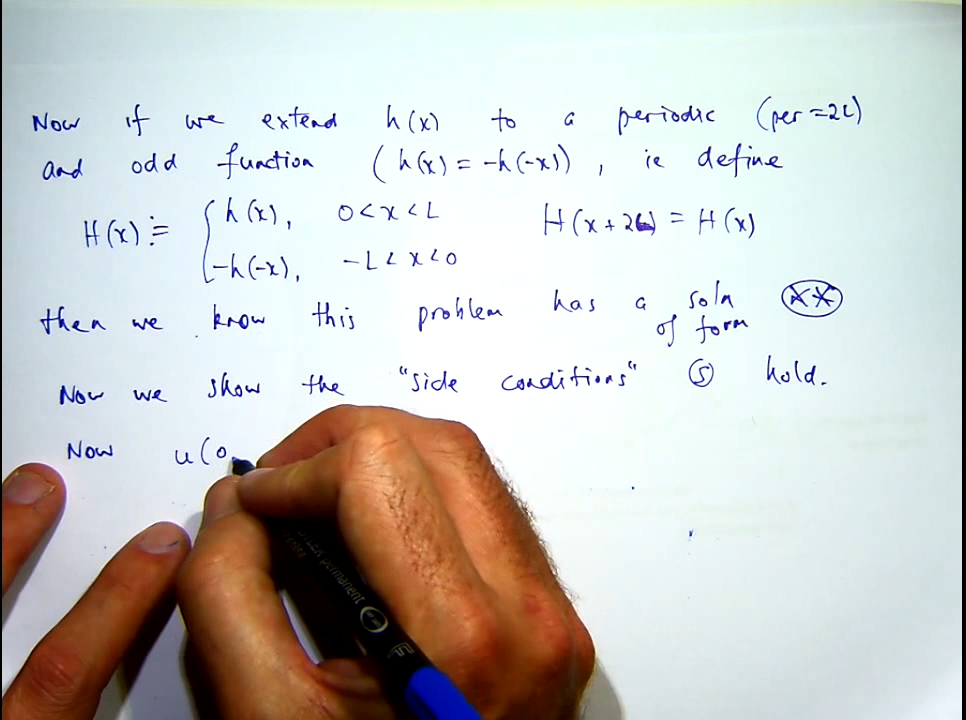 Now if we extend h(x) to a periodic (per=2L)
and odd function (h(x) = -h(-x)), ie define
H(x) := { h(x), 0<x<L H(x+2L) = H(x)
-h(-x), -L<x<0
then we know this problem has a soln ** of form
Now we show the "side conditions" S hold.
Now u(0,
permanent
F